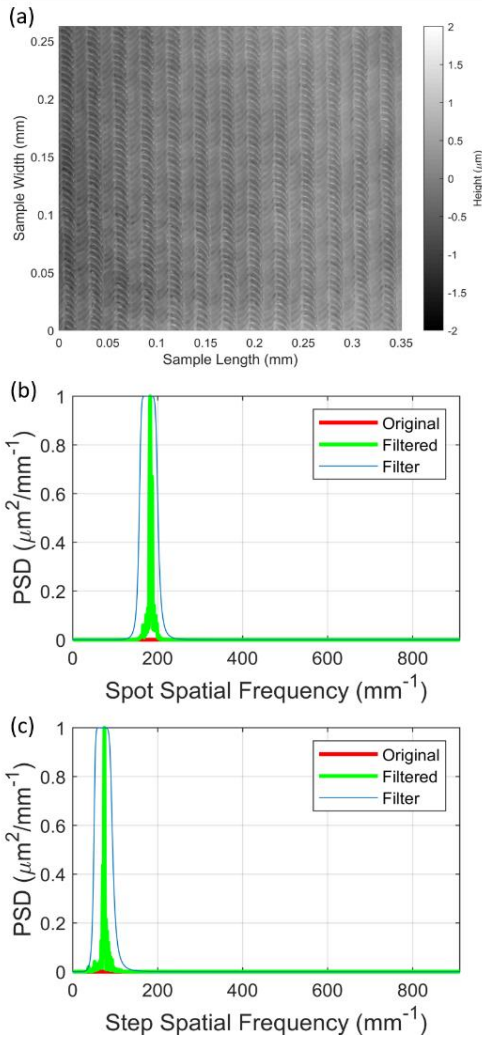 (a)
2
0.25
1.5
0.2
1
0.5
0.15
0
0.1
-0.5
-1
0.05
-1.5
0
-2
0 0.05 0.1 0.15 0.2 0.25 0.3 0.35
Sample Width (mm)
Height (μm)
Sample Length (mm)
(b)
1
Original
0.8
Filtered
Filter
0.6
0.4
0.2
0
0 200 400 600 800
PSD (μm²/mm⁻¹)
Spot Spatial Frequency (mm⁻¹)
(c)
1
Original
0.8
Filtered
Filter
0.6
0.4
0.2
0
0 200 400 600 800
PSD (μm²/mm⁻¹)
Step Spatial Frequency (mm⁻¹)